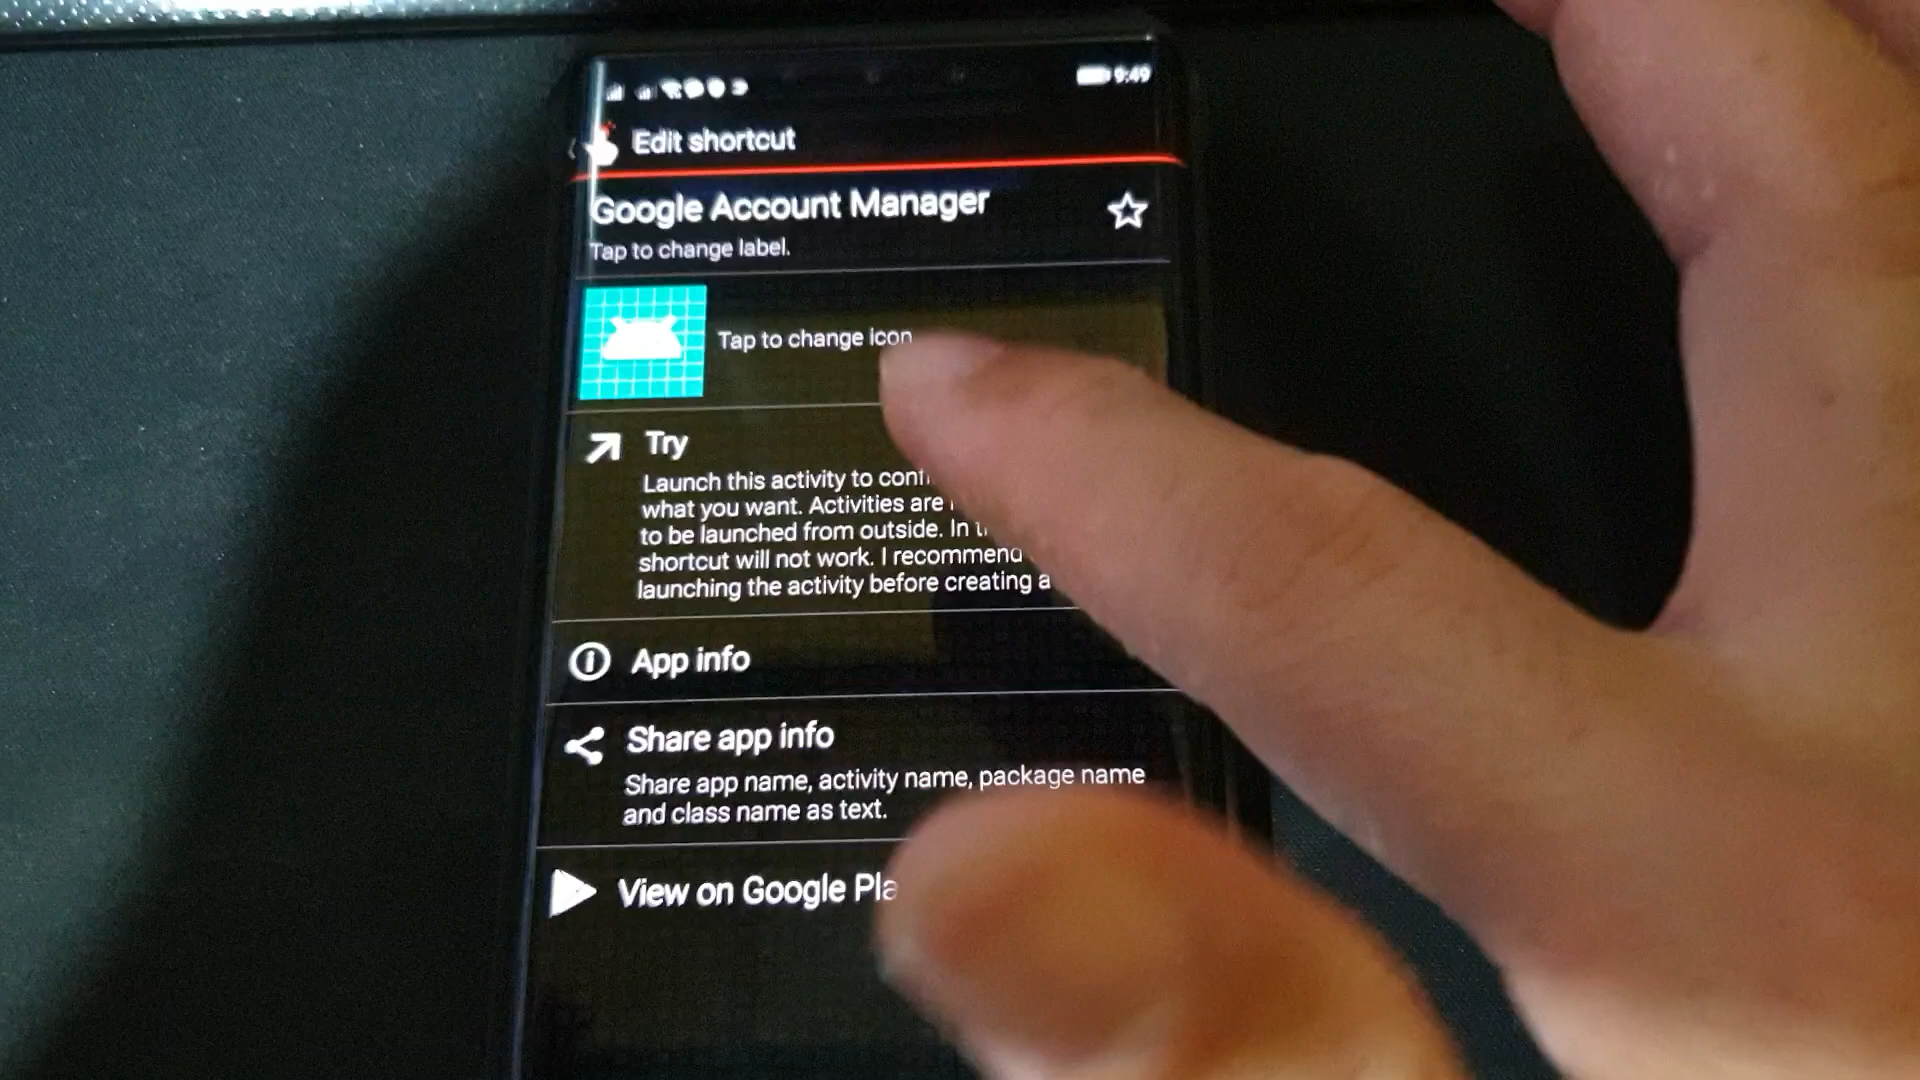 9:49
Edit shortcut
Google Account Manager
Tap to change label.
Tap to change icon
Try
Launch this activity to
what you want. Activities are
to be launched from outside. In
shortcut will not work. I recommend
launching the activity before creating a
App info
Share app info
Share app name, activity name, package name
and class name as text.
View on Google